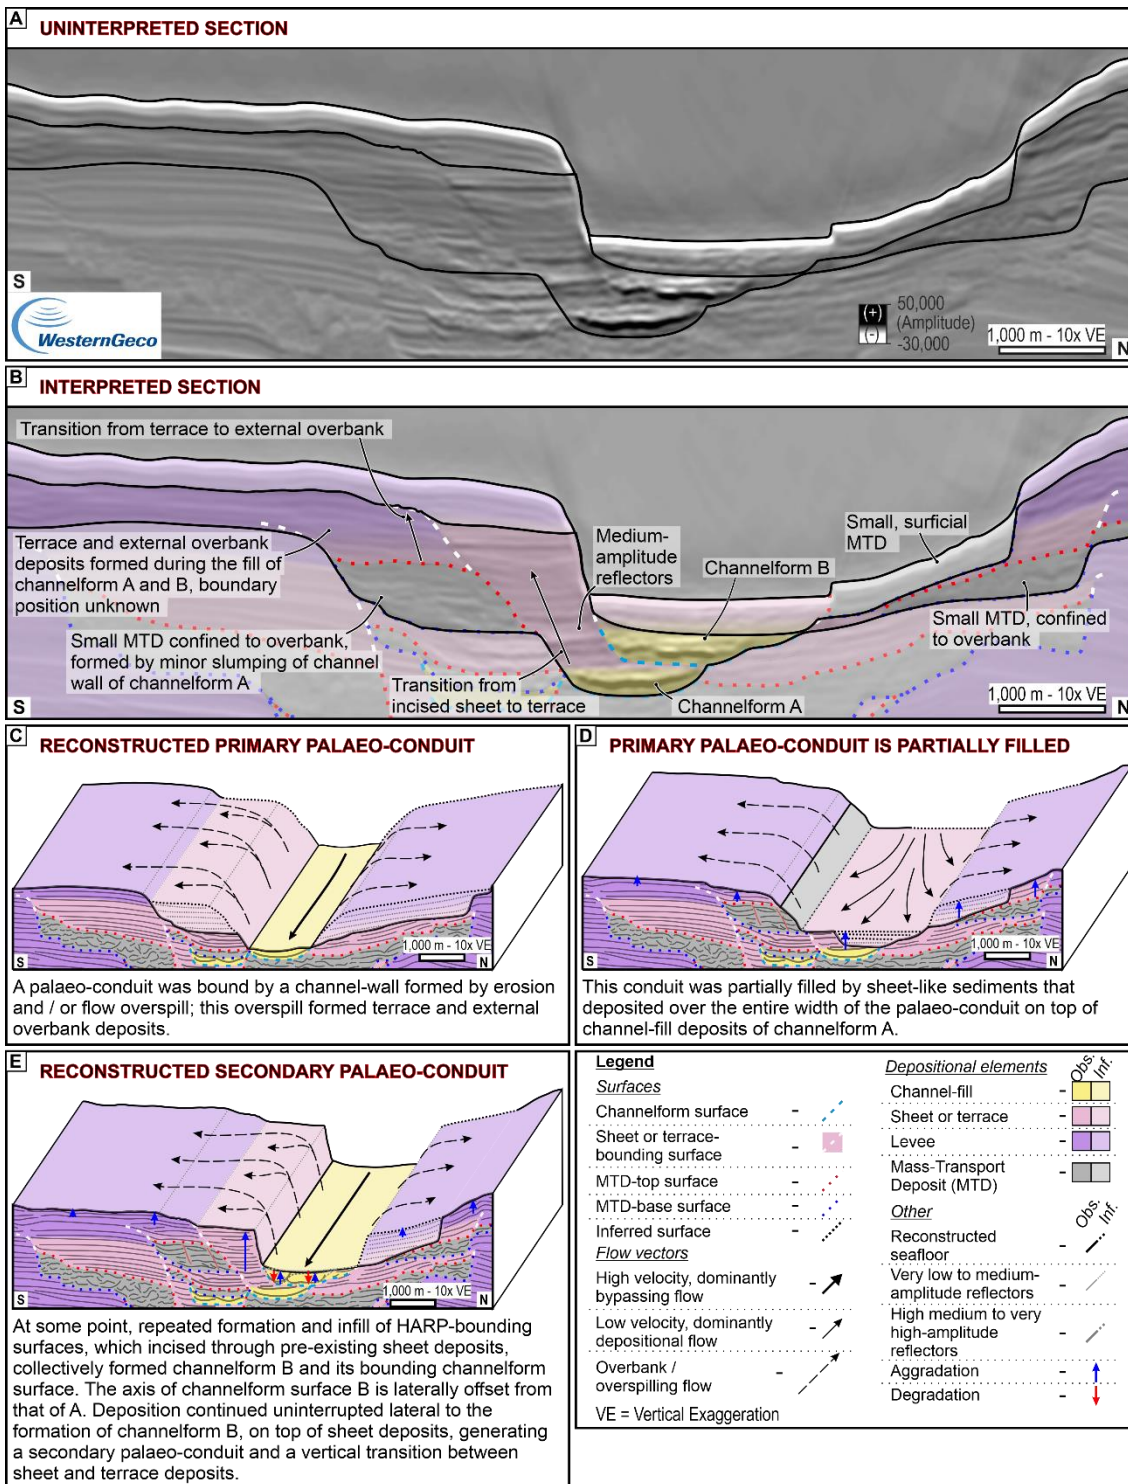 A UNINTERPRETED SECTION
S
WesternGeco
(+)
(-)
50,000
(Amplitude)
-30,000
1,000 m - 10x VE
N
B INTERPRETED SECTION
Transition from terrace to external overbank
Terrace and external overbank
deposits formed during the fill of
channelform A and B, boundary
position unknown
Small MTD confined to overbank,
formed by minor slumping of channel
wall of channelform A
Medium-
amplitude
reflectors
Channelform B
Small, surficial
MTD
Small MTD, confined
to overbank
Transition from
incised sheet to terrace
Channelform A
1,000 m - 10x VE
S
N
C RECONSTRUCTED PRIMARY PALAEO-CONDUIT
1,000 m - 10x VE
S
N
A palaeo-conduit was bound by a channel-wall formed by erosion
and / or flow overspill; this overspill formed terrace and external
overbank deposits.
D PRIMARY PALAEO-CONDUIT IS PARTIALLY FILLED
1,000 m - 10x VE
S
N
This conduit was partially filled by sheet-like sediments that
deposited over the entire width of the palaeo-conduit on top of
channel-fill deposits of channelform A.
E RECONSTRUCTED SECONDARY PALAEO-CONDUIT
1,000 m - 10x VE
S
N
At some point, repeated formation and infill of HARP-bounding
surfaces, which incised through pre-existing sheet deposits,
collectively formed channelform B and its bounding channelform
surface. The axis of channelform surface B is laterally offset from
that of A. Deposition continued uninterrupted lateral to the
formation of channelform B, on top of sheet deposits, generating
a secondary palaeo-conduit and a vertical transition between
sheet and terrace deposits.
Legend
Surfaces
Channelform surface -
Sheet or terrace-
bounding surface -
MTD-top surface -
MTD-base surface -
Inferred surface -
Flow vectors
High velocity, dominantly
bypassing flow -
Low velocity, dominantly
depositional flow -
Overbank /
overspilling flow -
VE = Vertical Exaggeration
Depositional elements Obs. Inf.
Channel-fill -
Sheet or terrace -
Levee -
Mass-Transport
Deposit (MTD) -
Other Obs. Inf.
Reconstructed
seafloor -
Very low to medium-
amplitude reflectors -
High medium to very
high-amplitude
reflectors -
Aggradation -
Degradation -